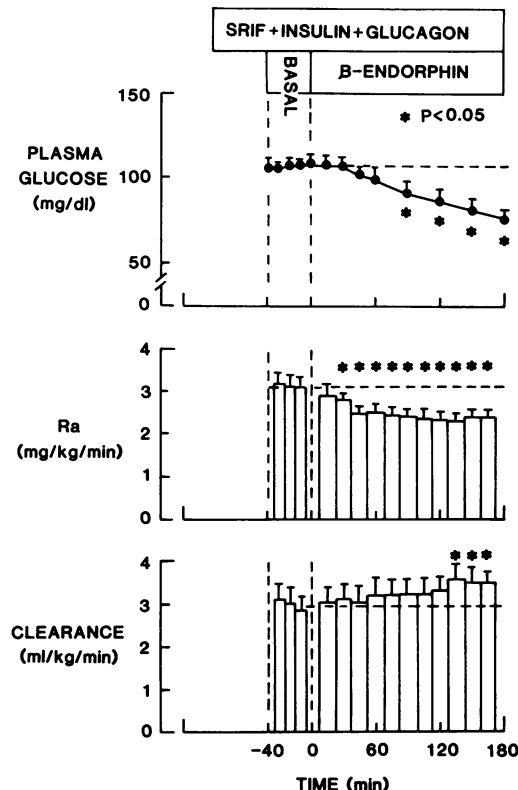 SRIF+INSULIN+GLUCAGON
BASAL
β-ENDORPHIN
* P<0.05
150
PLASMA
GLUCOSE
(mg/dl)
100
50
0
* * * *
4
* * * * * * * * * *
3
Ra
(mg/kg/min)
2
1
0
4
* * *
3
CLEARANCE
(ml/kg/min)
2
1
0
-40 0 60 120 180
TIME (min)